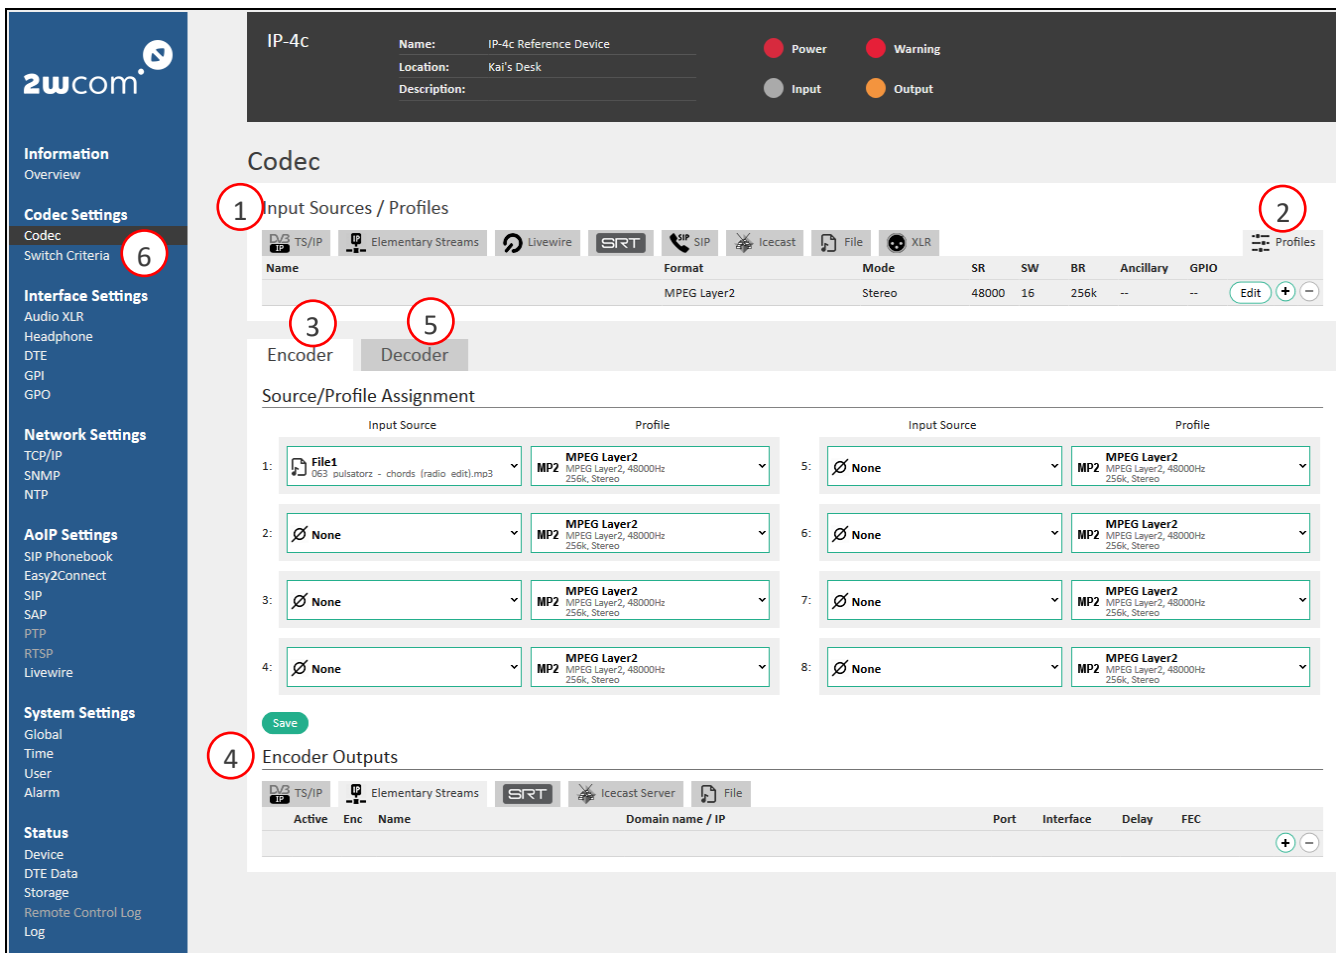 2wcom
Information
Overview
Codec Settings
Codec
Switch Criteria
6
Interface Settings
Audio XLR
Headphone
DTE
GPI
GPO
Network Settings
TCP/IP
SNMP
NTP
AoIP Settings
SIP Phonebook
Easy2Connect
SIP
SAP
PTP
RTSP
Livewire
System Settings
Global
Time
User
Alarm
Status
Device
DTE Data
Storage
Remote Control Log
Log
IP-4c
Name: IP-4c Reference Device
Location: Kai's Desk
Description:
Power Warning
Input Output
Codec
1 Input Sources / Profiles 2
DVB IP TS/IP IP Elementary Streams Livewire SRT SIP SIP Icecast File XLR Profiles
Name Format Mode SR SW BR Ancillary GPIO
MPEG Layer2 Stereo 48000 16 256k -- -- Edit + −
3 5
Encoder Decoder
Source/Profile Assignment
Input Source Profile Input Source Profile
1: File1 063_pulsatorz_-_chords_(radio_edit).mp3 MP2 MPEG Layer2 MPEG Layer2, 48000Hz 256k, Stereo 5: None MP2 MPEG Layer2 MPEG Layer2, 48000Hz 256k, Stereo
2: None MP2 MPEG Layer2 MPEG Layer2, 48000Hz 256k, Stereo 6: None MP2 MPEG Layer2 MPEG Layer2, 48000Hz 256k, Stereo
3: None MP2 MPEG Layer2 MPEG Layer2, 48000Hz 256k, Stereo 7: None MP2 MPEG Layer2 MPEG Layer2, 48000Hz 256k, Stereo
4: None MP2 MPEG Layer2 MPEG Layer2, 48000Hz 256k, Stereo 8: None MP2 MPEG Layer2 MPEG Layer2, 48000Hz 256k, Stereo
Save
4 Encoder Outputs
DVB IP TS/IP IP Elementary Streams SRT Icecast Server File
Active Enc Name Domain name / IP Port Interface Delay FEC
+ −